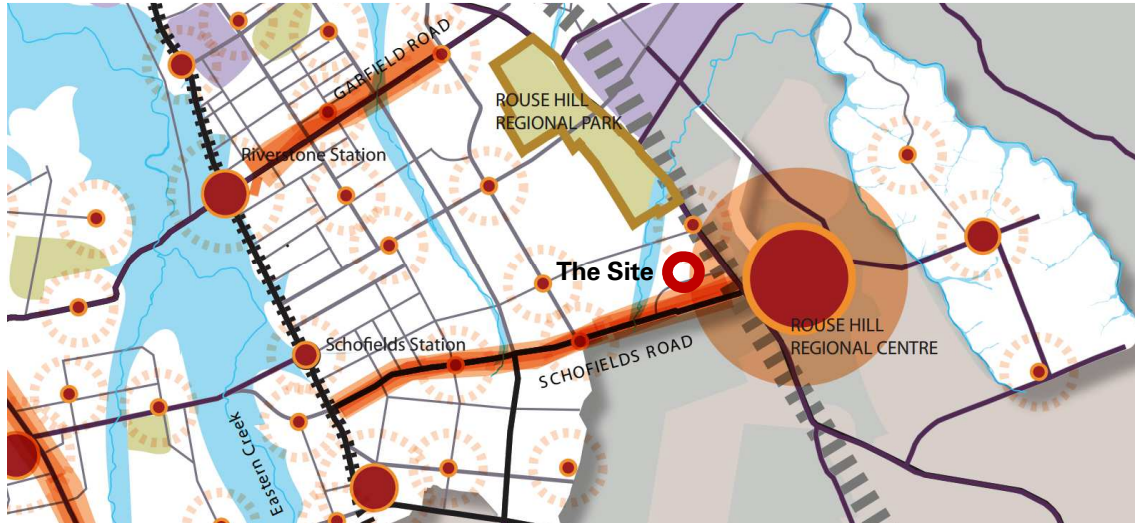 GARFIELD ROAD
ROUSE HILL
REGIONAL PARK
Riverstone Station
The Site
ROUSE HILL
REGIONAL CENTRE
Schofields Station
SCHOFIELDS ROAD
Eastern Creek